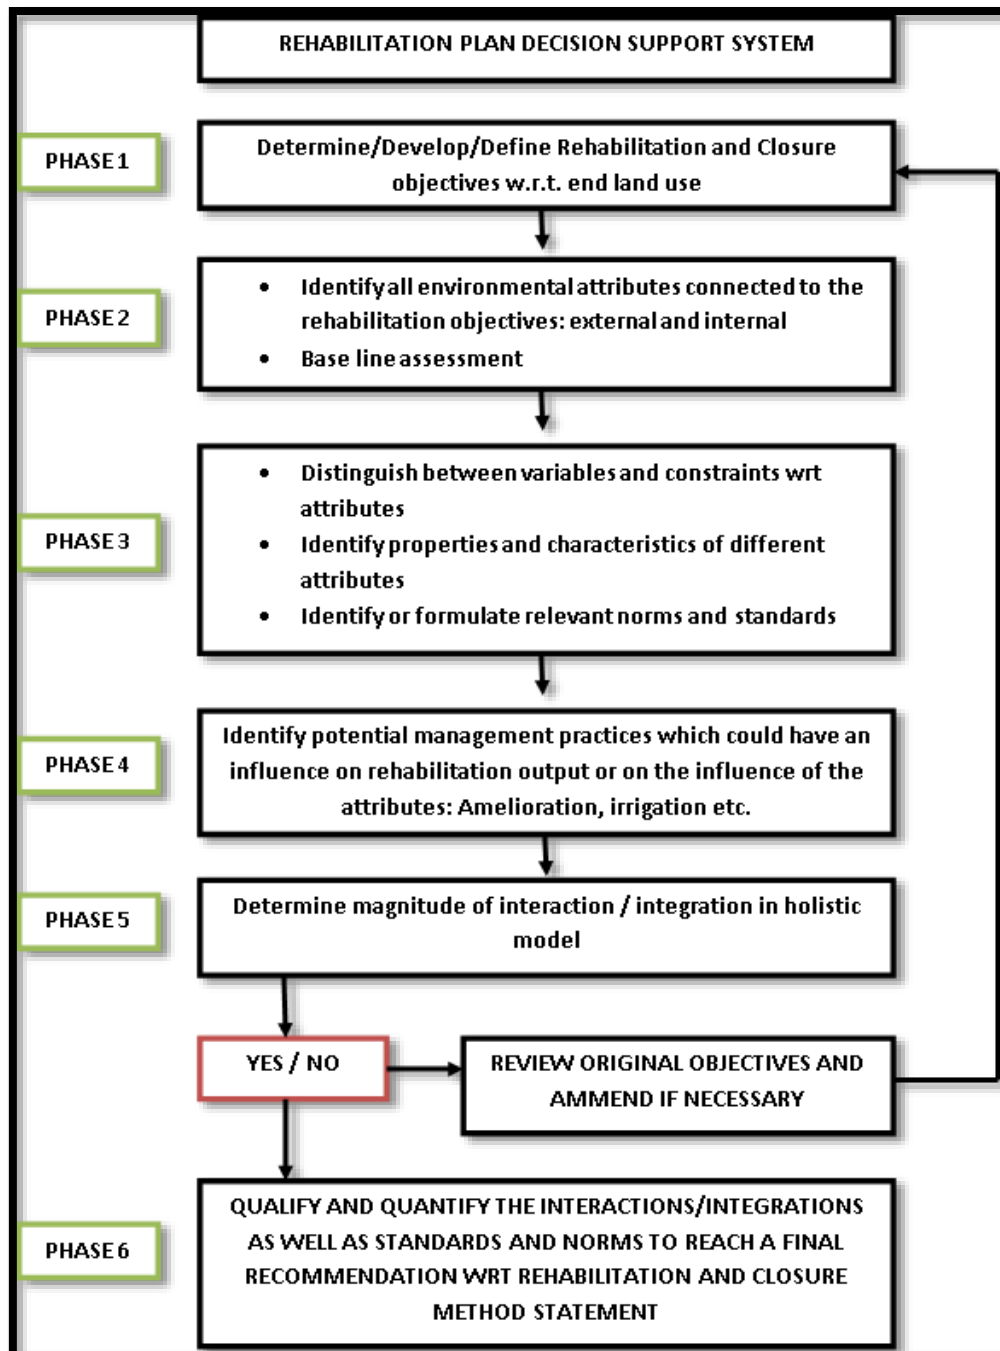 REHABILITATION PLAN DECISION SUPPORT SYSTEM
PHASE 1
Determine/Develop/Define Rehabilitation and Closure
objectives w.r.t. end land use
PHASE 2
• Identify all environmental attributes connected to the
rehabilitation objectives: external and internal
• Base line assessment
PHASE 3
• Distinguish between variables and constraints wrt
attributes
• Identify properties and characteristics of different
attributes
• Identify or formulate relevant norms and standards
PHASE 4
Identify potential management practices which could have an
influence on rehabilitation output or on the influence of the
attributes: Amelioration, irrigation etc.
PHASE 5
Determine magnitude of interaction / integration in holistic
model
YES / NO
REVIEW ORIGINAL OBJECTIVES AND
AMMEND IF NECESSARY
PHASE 6
QUALIFY AND QUANTIFY THE INTERACTIONS/INTEGRATIONS
AS WELL AS STANDARDS AND NORMS TO REACH A FINAL
RECOMMENDATION WRT REHABILITATION AND CLOSURE
METHOD STATEMENT